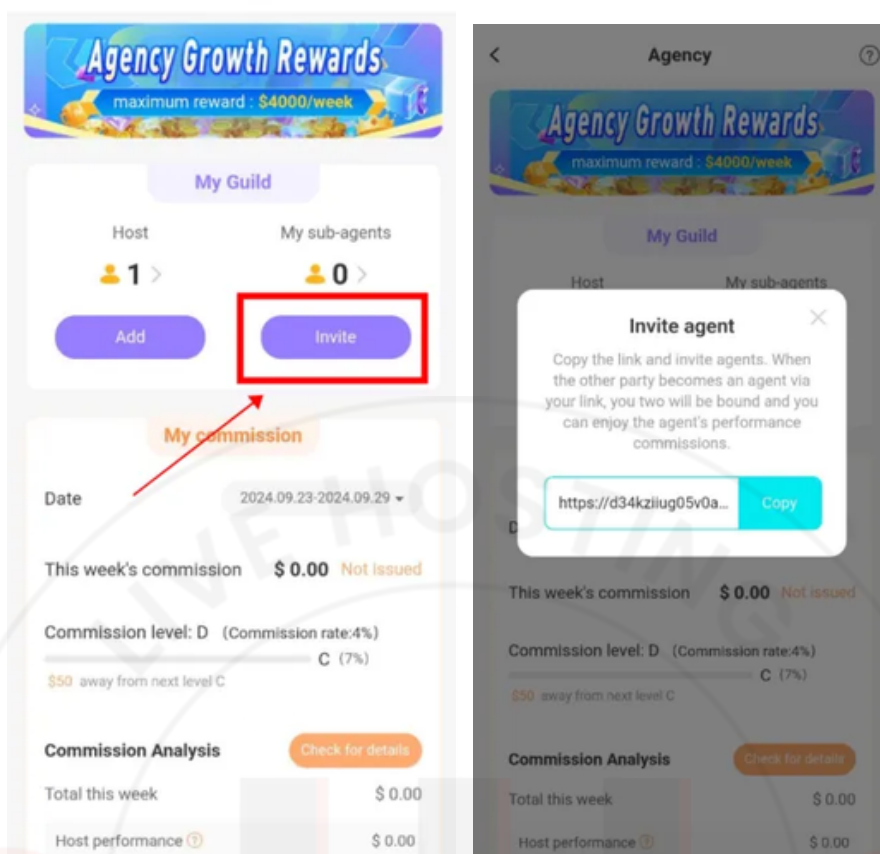 Agency Growth Rewards
maximum reward : $4000/week
My Guild
Host
My sub-agents
1 >
0 >
Add
Invite
My commission
Date
2024.09.23-2024.09.29
This week's commission $ 0.00 Not issued
Commission level: D (Commission rate:4%)
C (7%)
$50 away from next level C
Commission Analysis
Check for details
Total this week $ 0.00
Host performance ? $ 0.00
< Agency ?
Agency Growth Rewards
maximum reward : $4000/week
My Guild
Host
My sub-agents
Invite agent
Copy the link and invite agents. When
the other party becomes an agent via
your link, you two will be bound and you
can enjoy the agent's performance
commissions.
https://d34kziiug05v0a...
Copy
D
This week's commission $ 0.00 Not issued
Commission level: D (Commission rate:4%)
C (7%)
$50 away from next level C
Commission Analysis
Check for details
Total this week $ 0.00
Host performance ? $ 0.00
LIVE HOSTING